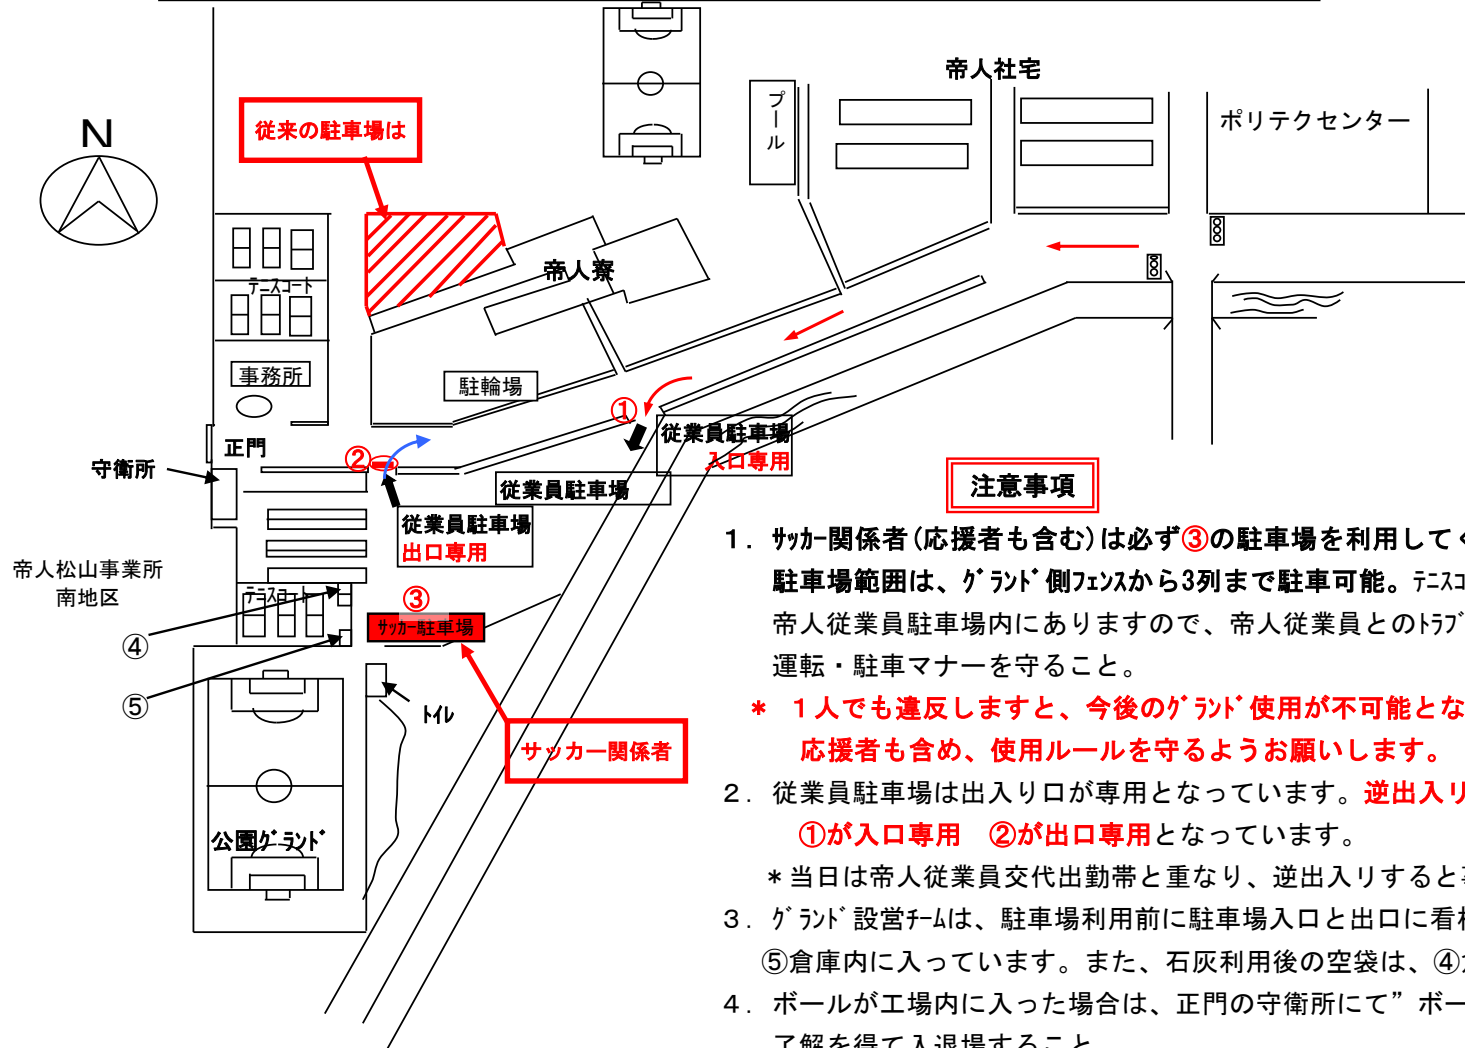 帝人社宅
プール
ポリテクセンター
N
従来の駐車場は
帝人寮
テニスコート
事務所
駐輪場
①
正門
②
守衛所
従業員駐車場
入口専用
従業員駐車場
従業員駐車場
出口専用
帝人松山事業所
南地区
テニスコート
③
サッカー駐車場
④
⑤
トイレ
サッカー関係者
公園グランド
注意事項
1. サッカー関係者(応援者も含む)は必ず③の駐車場を利用して
駐車場範囲は、グランド側フェンスから3列まで駐車可能。テニスコ
帝人従業員駐車場内にありますので、帝人従業員とのトラブ
運転・駐車マナーを守ること。
* 1人でも違反しますと、今後のグランド使用が不可能とな
応援者も含め、使用ルールを守るようお願いします。
2. 従業員駐車場は出入り口が専用となっています。逆出入り
①が入口専用 ②が出口専用となっています。
*当日は帝人従業員交代出勤帯と重なり、逆出入りすると
3. グランド設営チームは、駐車場利用前に駐車場入口と出口に看
⑤倉庫内に入っています。また、石灰利用後の空袋は、④
4. ボールが工場内に入った場合は、正門の守衛所にて”ボー
了解を得て入退場すること